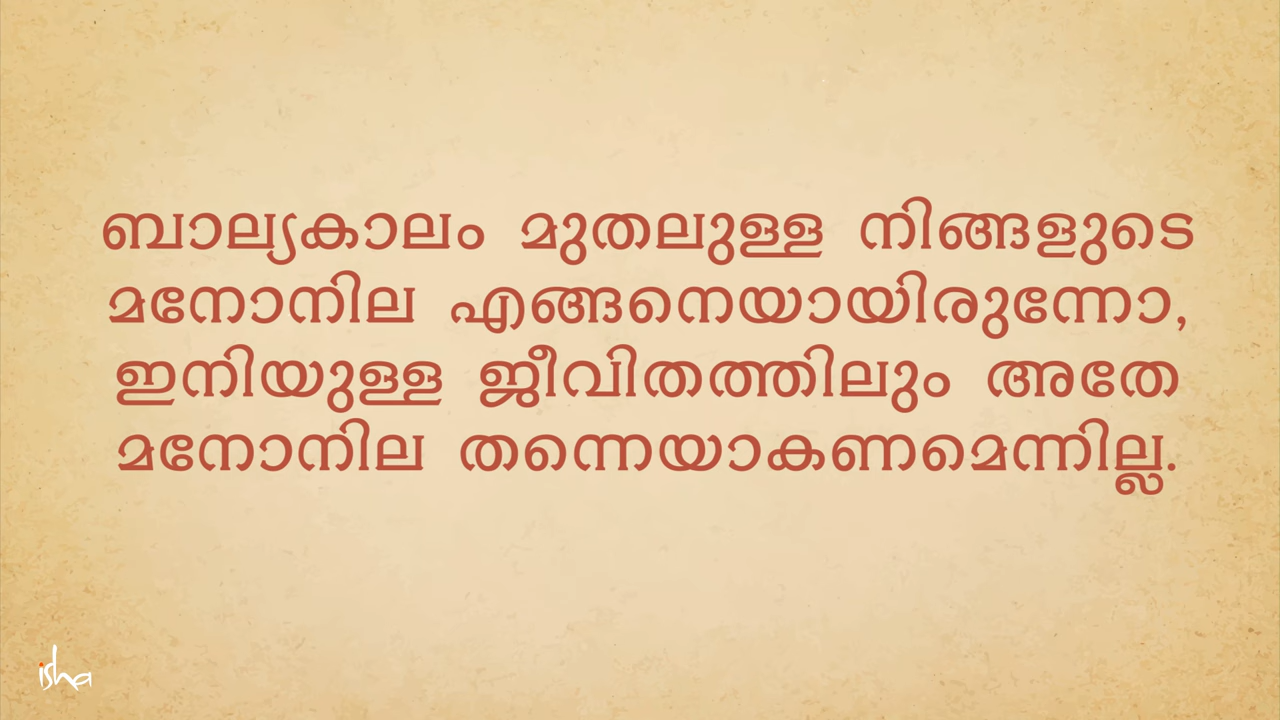 ബാല്യകാലം മുതലുള്ള നിങ്ങളുടെ
മനോനില എങ്ങനെയായിരുന്നോ,
ഇനിയുള്ള ജീവിതത്തിലും അതേ
മനോനില തന്നെയാകണമെന്നില്ല.
isha